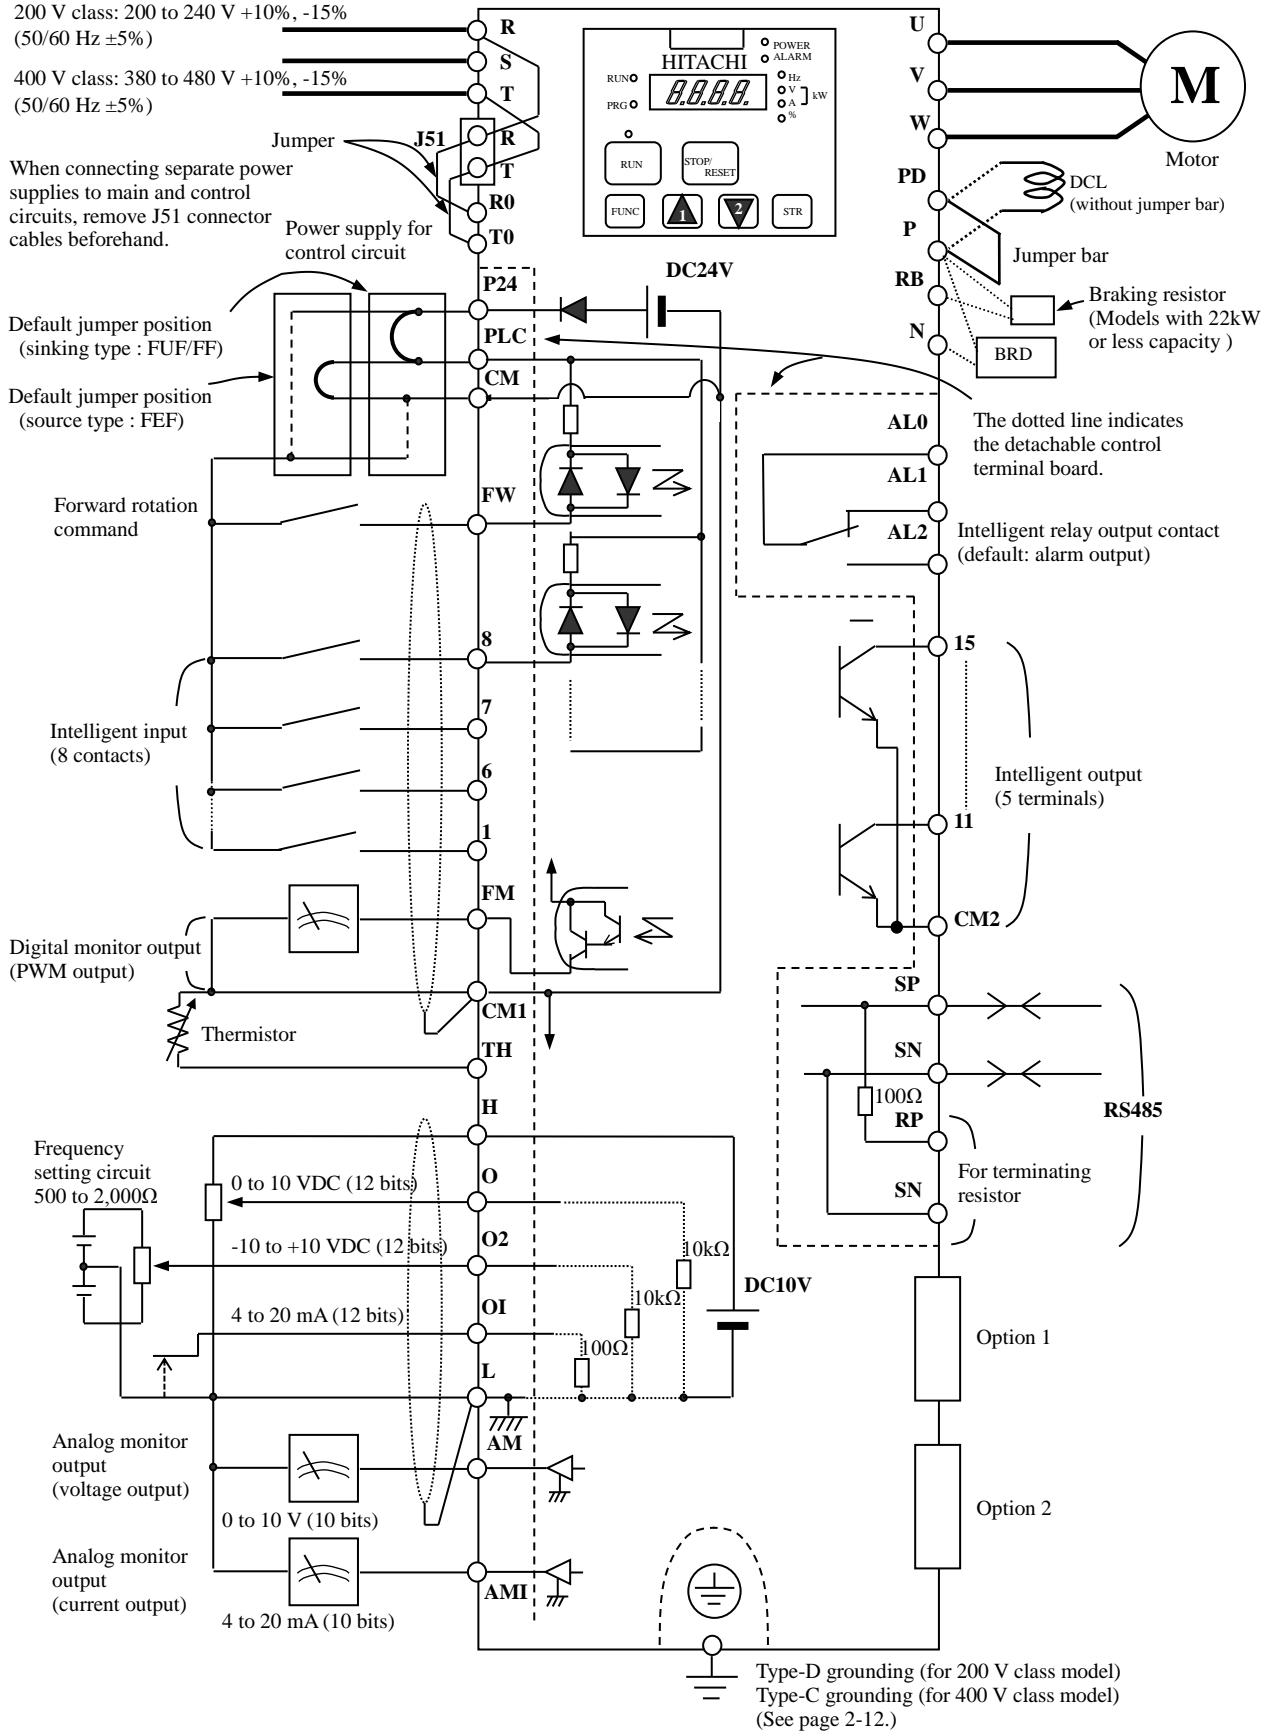 200 V class: 200 to 240 V +10%, -15%
(50/60 Hz ±5%)
400 V class: 380 to 480 V +10%, -15%
(50/60 Hz ±5%)
R
S
T
J51
R
T
R0
T0
Jumper
When connecting separate power
supplies to main and control
circuits, remove J51 connector
cables beforehand.
Power supply for
control circuit
HITACHI
POWER
ALARM
RUN
PRG
8.8.8.8.
Hz
V
A
kW
%
RUN
STOP/
RESET
FUNC
1
2
STR
U
V
W
M
Motor
PD
DCL
(without jumper bar)
P
Jumper bar
RB
Braking resistor
(Models with 22kW
or less capacity )
N
BRD
P24
DC24V
PLC
CM
Default jumper position
(sinking type : FUF/FF)
Default jumper position
(source type : FEF)
The dotted line indicates
the detachable control
terminal board.
AL0
AL1
AL2
Intelligent relay output contact
(default: alarm output)
Forward rotation
command
FW
8
7
6
1
Intelligent input
(8 contacts)
15
11
Intelligent output
(5 terminals)
CM2
FM
Digital monitor output
(PWM output)
CM1
Thermistor
TH
SP
SN
100Ω
RP
SN
RS485
For terminating
resistor
H
Frequency
setting circuit
500 to 2,000Ω
0 to 10 VDC (12 bits)
O
-10 to +10 VDC (12 bits)
O2
4 to 20 mA (12 bits)
OI
L
10kΩ
10kΩ
100Ω
DC10V
Option 1
Option 2
AM
Analog monitor
output
(voltage output)
0 to 10 V (10 bits)
Analog monitor
output
(current output)
4 to 20 mA (10 bits)
AMI
Type-D grounding (for 200 V class model)
Type-C grounding (for 400 V class model)
(See page 2-12.)